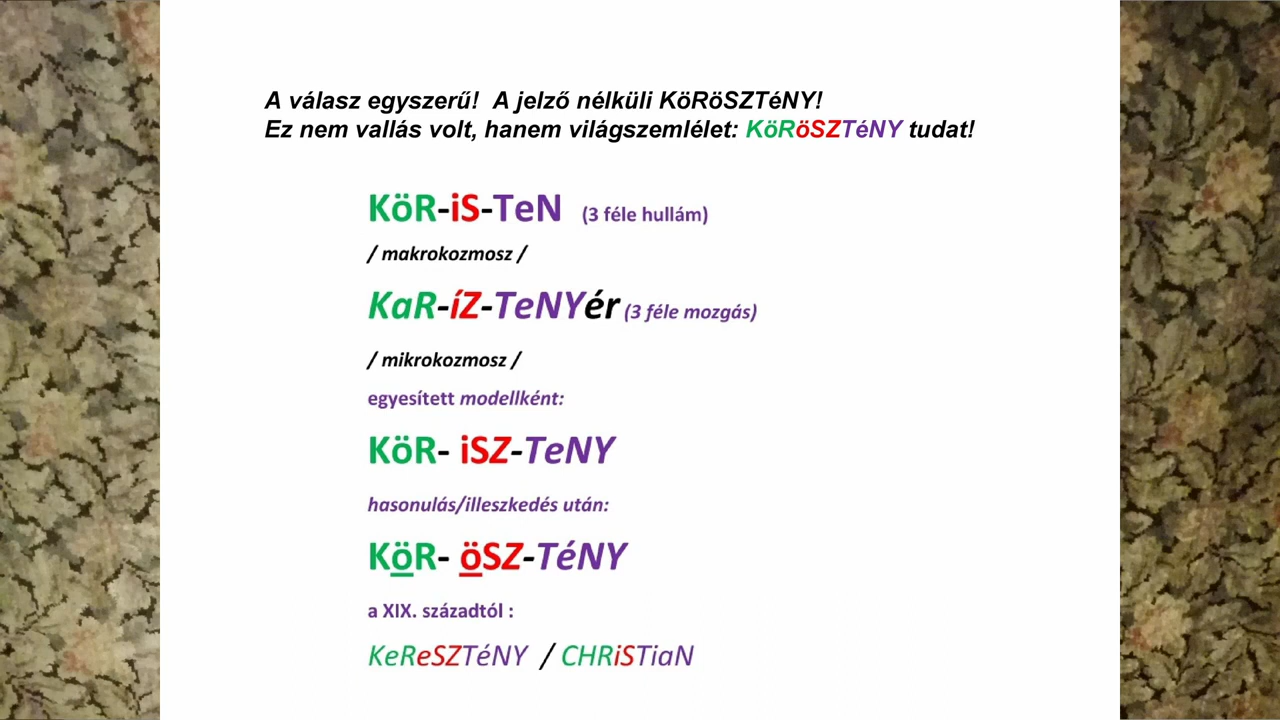 A válasz egyszerű! A jelző nélküli KöRöSZTéNY!
Ez nem vallás volt, hanem világszemlélet: KöRöSZTéNY tudat!
KöR-iS-TeN (3 féle hullám)
/ makrokozmosz /
KaR-íZ-TeNYér (3 féle mozgás)
/ mikrokozmosz /
egyesített modellként:
KöR- iSZ-TeNY
hasonulás/illeszkedés után:
KöR- öSZ-TéNY
a XIX. századtól :
KeReSZTéNY / CHRiSTiaN